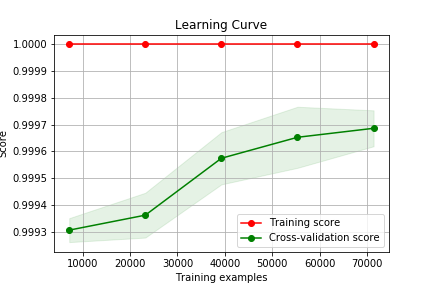 Learning Curve
1.0000
0.9999
0.9998
0.9997
0.9996
0.9995
0.9994
0.9993
Score
Training score
Cross-validation score
10000 20000 30000 40000 50000 60000 70000
Training examples